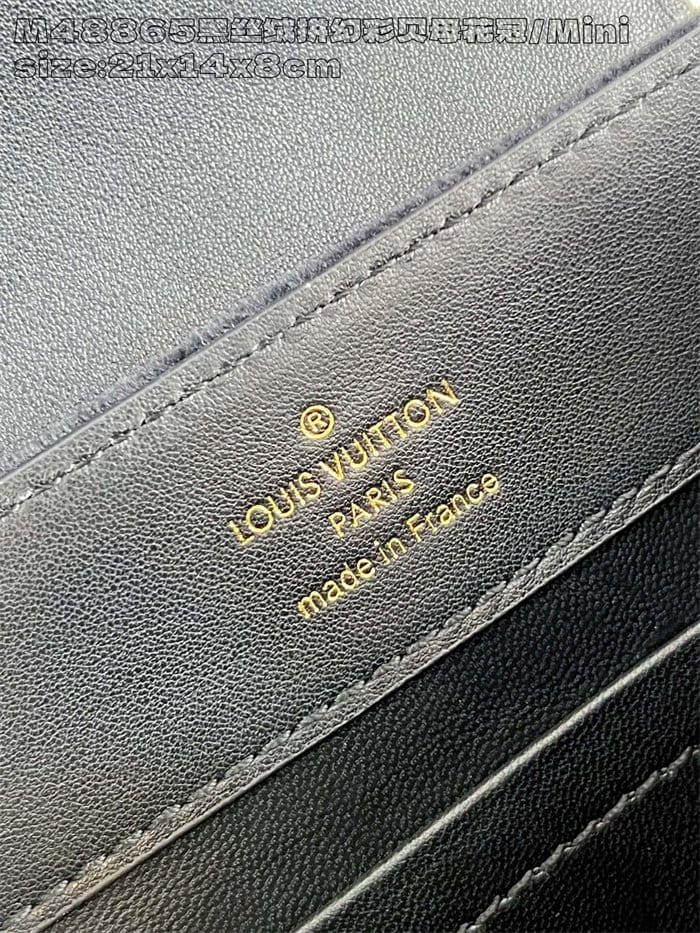 M48865黑丝绒拼幻彩贝母花冠/Mini
size:21x14x8cm
®
LOUIS VUITTON
PARIS
made in France